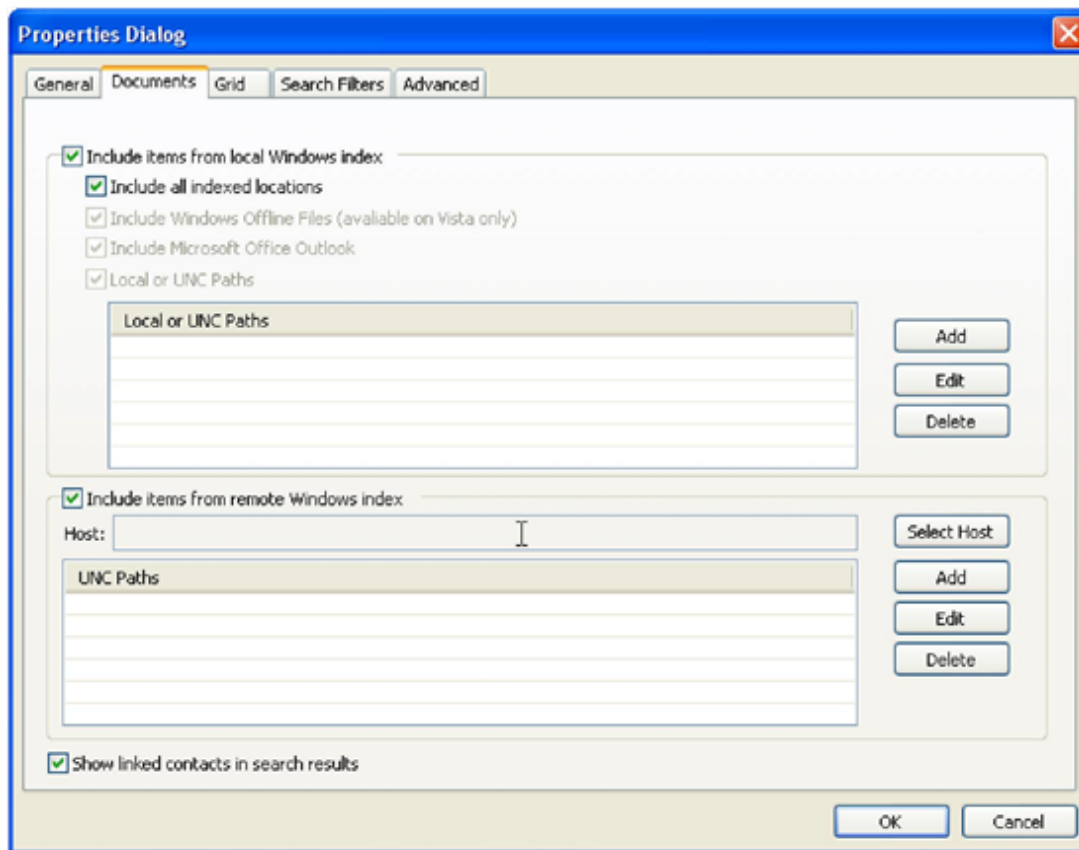 Properties Dialog
General Documents Grid Search Filters Advanced
Include items from local Windows index
Include all indexed locations
Include Windows Offline Files (avaliable on Vista only)
Include Microsoft Office Outlook
Local or UNC Paths
Local or UNC Paths
Add
Edit
Delete
Include items from remote Windows index
Host: Select Host
UNC Paths
Add
Edit
Delete
Show linked contacts in search results
OK Cancel